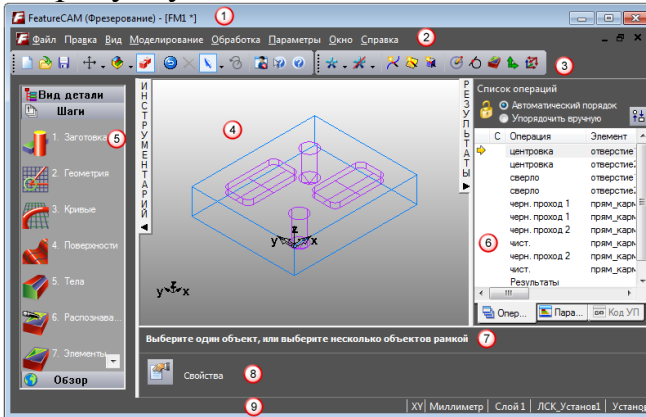 FeatureCAM (Фрезерование) - [FM1 *]
1
Файл Правка Вид Моделирование Обработка Параметры Окно Справка
2
3
Вид детали
Шаги
1. Заготовка
5
2. Геометрия
3. Кривые
4. Поверхности
5. Тела
6. Распознава...
7. Элементы
Обзор
ИНСТРУМЕНТАРИЙ
4
z
y x
y z x
РЕЗУЛЬТАТЫ
Список операций
Автоматический порядок
Упорядочить вручную
С Операция Элемент
центровка отверстие
центровка отверстие
сверло отверстие
сверло отверстие
черн. проход 1 прям_карм
черн. проход 1 прям_карм
черн. проход 2 прям_карм
чист. прям_карм
черн. проход 2 прям_карм
чист. прям_карм
Результаты
6
Опер... Пара... Код УП
Выберите один объект, или выберите несколько объектов рамкой
7
Свойства
8
9
XY Миллиметр Слой1 ЛСК_Установ1 Установ